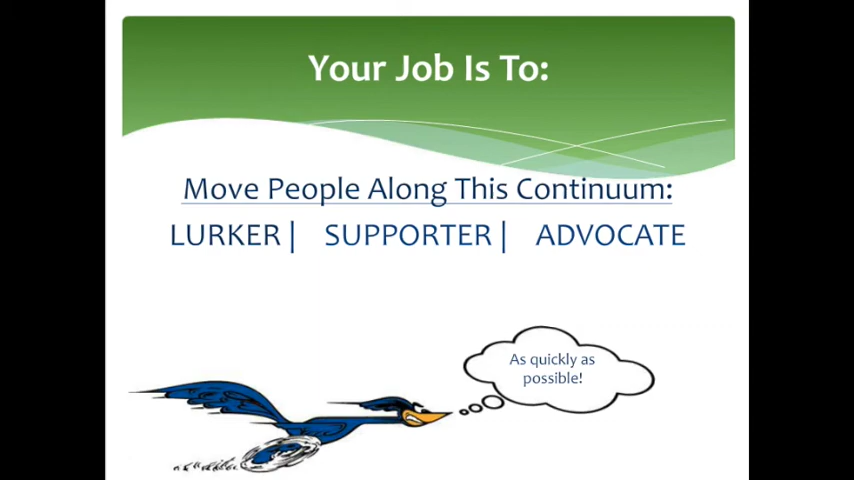 Your Job Is To:
Move People Along This Continuum:
LURKER | SUPPORTER | ADVOCATE
As quickly as
possible!